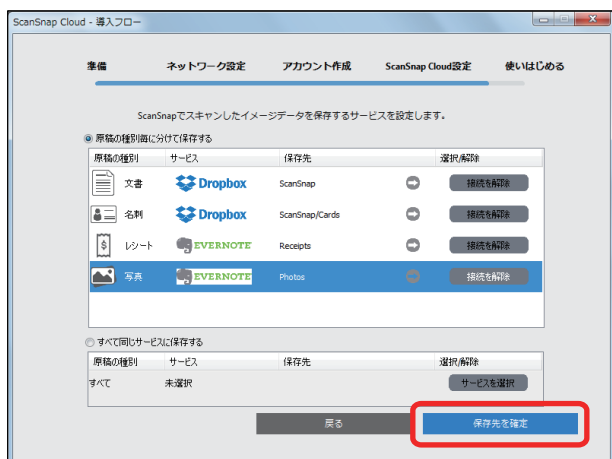 ScanSnap Cloud - 導入フロー
準備 ネットワーク設定 アカウント作成 ScanSnap Cloud設定 使いはじめる
ScanSnapでスキャンしたイメージデータを保存するサービスを設定します。
原稿の種別毎に分けて保存する
原稿の種別 サービス 保存先 選択/解除
文書 Dropbox ScanSnap 接続を解除
名刺 Dropbox ScanSnap/Cards 接続を解除
レシート EVERNOTE Receipts 接続を解除
写真 EVERNOTE Photos 接続を解除
すべて同じサービスに保存する
原稿の種別 サービス 保存先 選択/解除
すべて 未選択 サービスを選択
戻る 保存先を確定